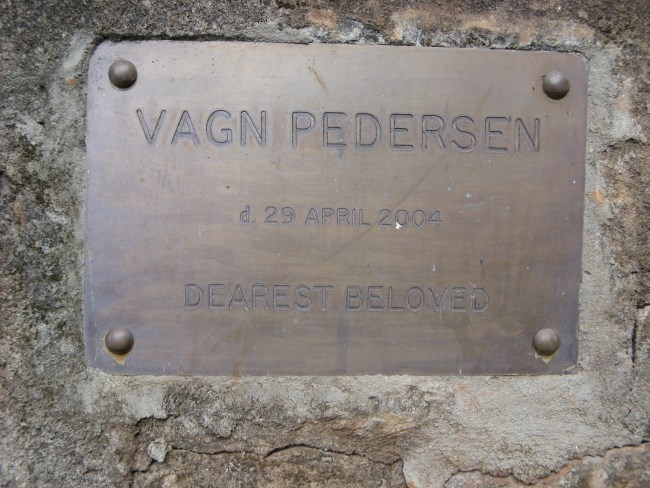 VAGN PEDERSEN
d. 29 APRIL 2004
DEAREST BELOVED